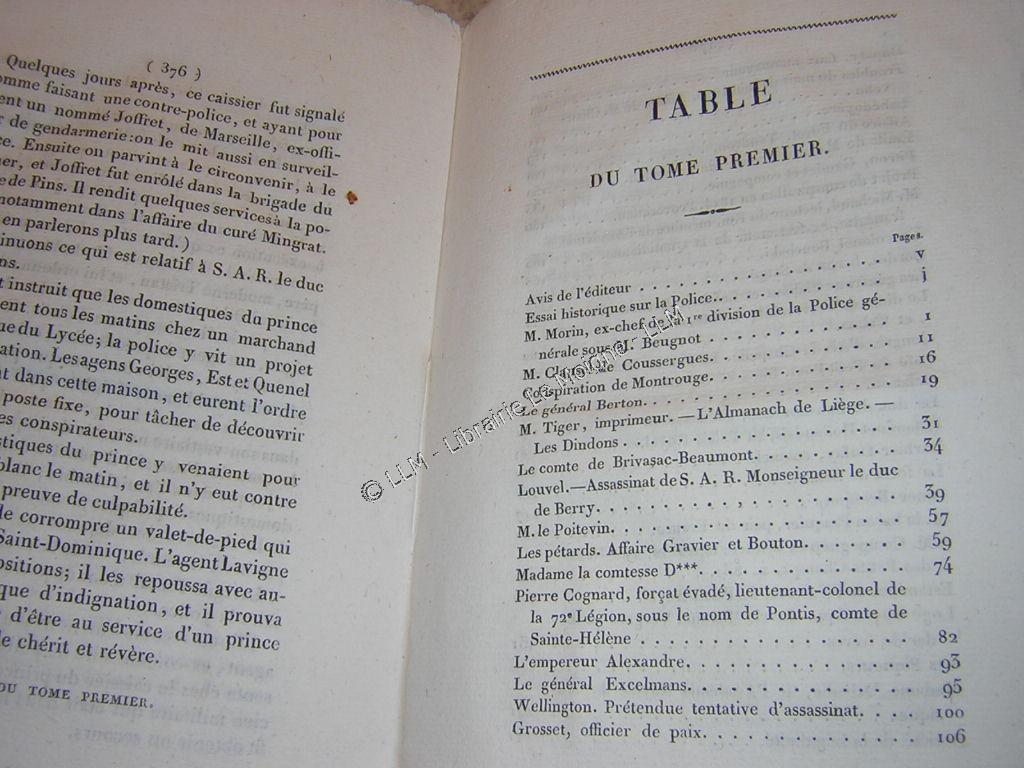 ( 376 )
Quelques jours après, ce caissier fut signalé
omme faisant une contre-police, et ayant pour
ent un nommé Joffret, de Marseille, ex-offi-
r de gendarmerie: on le mit aussi en surveil-
ce. Ensuite on parvint à le circonvenir, à le
er, et Joffret fut enrôlé dans la brigade du
e de Pins. Il rendit quelques services à la po-
notamment dans l'affaire du curé Mingrat.
en parlerons plus tard.)
inuons ce qui est relatif à S. A. R. le duc
ns.
t instruit que les domestiques du prince
ent tous les matins chez un marchand
ue du Lycée; la police y vit un projet
ation. Les agens Georges, Est et Quenel
t dans cette maison, et eurent l'ordre
poste fixe, pour tâcher de découvrir
es conspirateurs.
stiques du prince y venaient pour
blanc le matin, et il n'y eut contre
preuve de culpabilité.
de corrompre un valet-de-pied qui
Saint-Dominique. L'agent Lavigne
ositions; il les repoussa avec au-
que d'indignation, et il prouva
d'être au service d'un prince
le chérit et révère.
DU TOME PREMIER.
TABLE
DU TOME PREMIER.
Pages.
Avis de l'éditeur . . . . . . . . . . . . . . . v
Essai historique sur la Police. . . . . . . . . . j
M. Morin, ex-chef de la 1re division de la Police gé-
nérale sous M. Beugnot . . . . . . . . . . . 1
M. Clausel de Coussergues. . . . . . . . . . . 11
Conspiration de Montrouge. . . . . . . . . . . 16
Le général Berton. . . . . . . . . . . . . . . 19
M. Tiger, imprimeur. — L'Almanach de Liège. —
Les Dindons. . . . . . . . . . . . . . . . 31
Le comte de Brivasac-Beaumont. . . . . . . . . 34
Louvel.—Assassinat de S. A. R. Monseigneur le duc
de Berry. . . . . . . . . . . . . . . . . 39
M. le Poitevin. . . . . . . . . . . . . . . . 57
Les pétards. Affaire Gravier et Bouton. . . . . . . 59
Madame la comtesse D***. . . . . . . . . . . . 74
Pierre Cognard, forçat évadé, lieutenant-colonel de
la 72e Légion, sous le nom de Pontis, comte de
Sainte-Hélène . . . . . . . . . . . . . . 82
L'empereur Alexandre. . . . . . . . . . . . . 93
Le général Excelmans. . . . . . . . . . . . . 95
Wellington. Prétendue tentative d'assassinat. . . . 100
Grosset, officier de paix. . . . . . . . . . . . 106
© LLM - Librairie Le Moigne - LLM